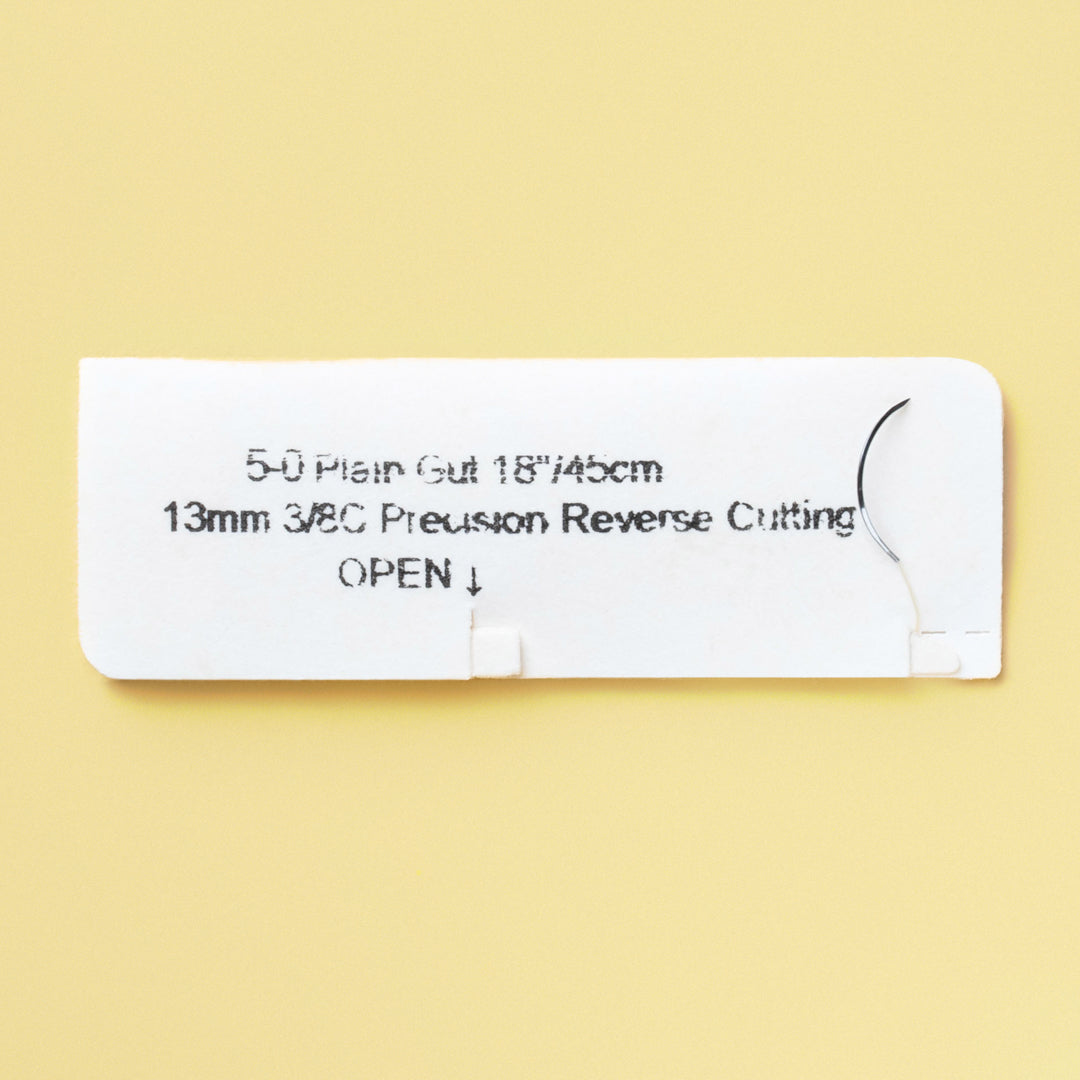 5-0 Plain Gut 18"/45cm
13mm 3/8C Precision Reverse Cutting
OPEN ↓